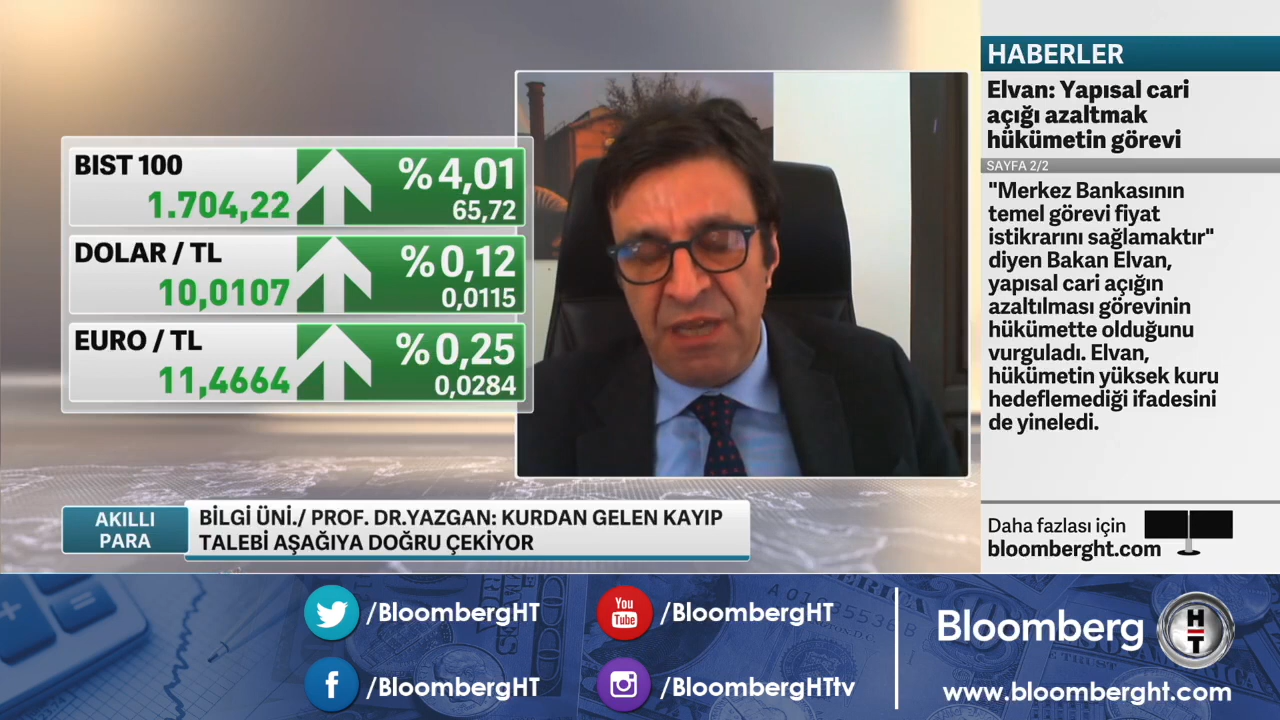 BIST 100
1.704,22
%4,01
65,72
DOLAR / TL
10,0107
%0,12
0,0115
EURO / TL
11,4664
%0,25
0,0284
AKILLI
PARA
BİLGİ ÜNİ./ PROF. DR.YAZGAN: KURDAN GELEN KAYIP
TALEBİ AŞAĞIYA DOĞRU ÇEKİYOR
HABERLER
Elvan: Yapısal cari
açığı azaltmak
hükümetin görevi
SAYFA 2/2
"Merkez Bankasının
temel görevi fiyat
istikrarını sağlamaktır"
diyen Bakan Elvan,
yapısal cari açığın
azaltılması görevinin
hükümette olduğunu
vurguladı. Elvan,
hükümetin yüksek kuru
hedeflemediği ifadesini
de yineledi.
Daha fazlası için
bloomberght.com
/BloombergHT
You
Tube
/BloombergHT
f
/BloombergHT
/BloombergHTtv
Bloomberg
HT
www.bloomberght.com